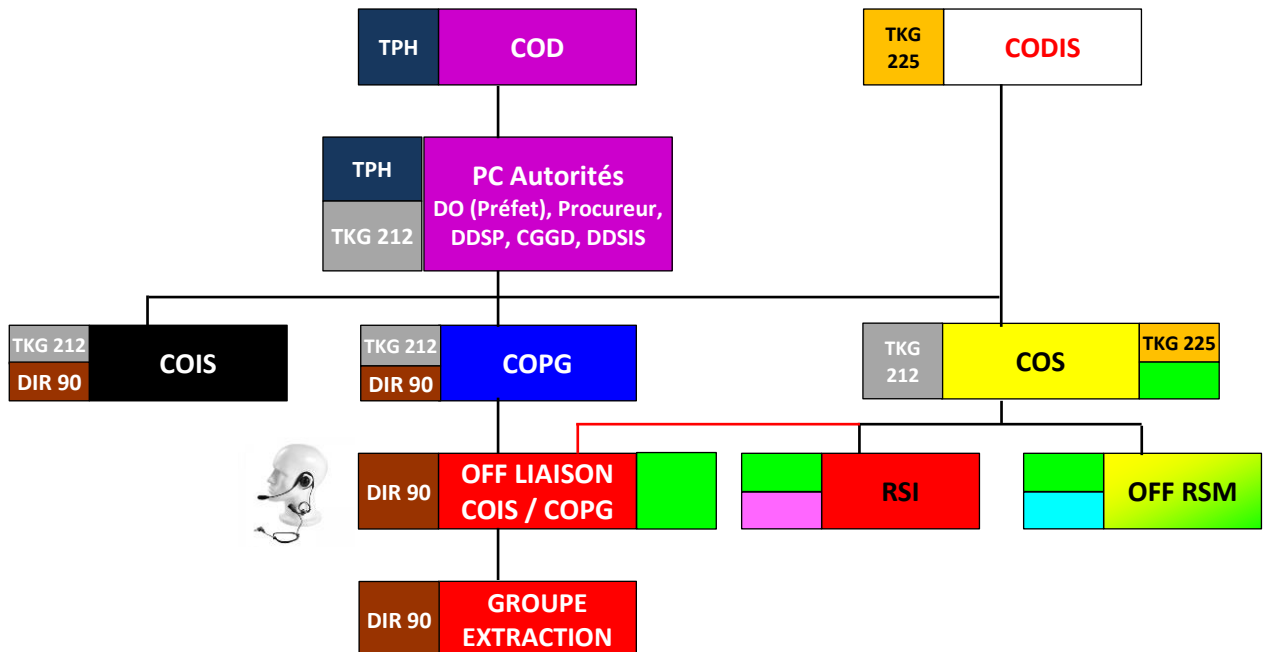 TPH
COD
TKG
225
CODIS
TPH
TKG 212
PC Autorités
DO (Préfet), Procureur,
DDSP, CGGD, DDSIS
TKG 212
DIR 90
COIS
TKG 212
DIR 90
COPG
TKG
212
COS
TKG 225
DIR 90
OFF LIAISON
COIS / COPG
RSI
OFF RSM
DIR 90
GROUPE
EXTRACTION